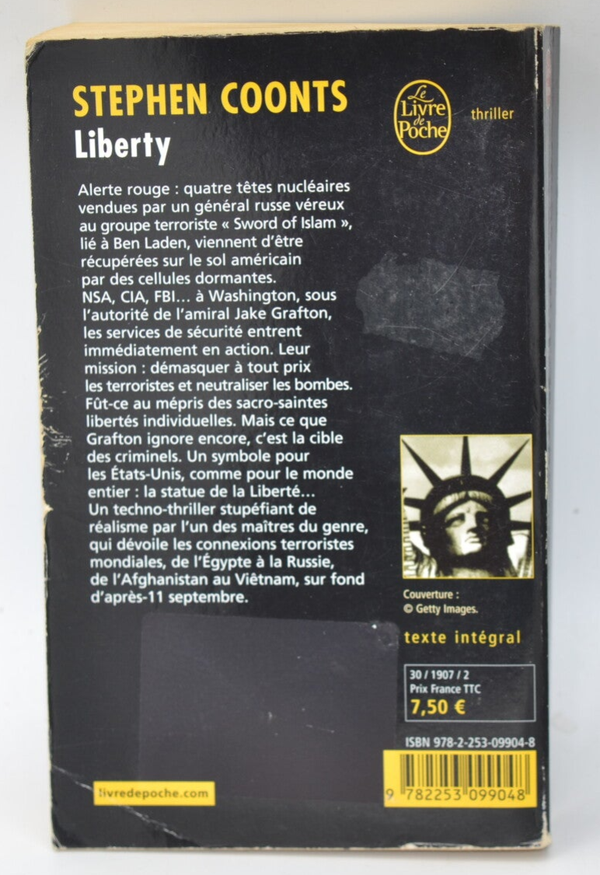 STEPHEN COONTS
Liberty
Le
Livre
de
Poche
thriller
Alerte rouge : quatre têtes nucléaires
vendues par un général russe véreux
au groupe terroriste « Sword of Islam »,
lié à Ben Laden, viennent d'être
récupérées sur le sol américain
par des cellules dormantes.
NSA, CIA, FBI... à Washington, sous
l'autorité de l'amiral Jake Grafton,
les services de sécurité entrent
immédiatement en action. Leur
mission : démasquer à tout prix
les terroristes et neutraliser les bombes.
Fût-ce au mépris des sacro-saintes
libertés individuelles. Mais ce que
Grafton ignore encore, c'est la cible
des criminels. Un symbole pour
les États-Unis, comme pour le monde
entier : la statue de la Liberté...
Un techno-thriller stupéfiant de
réalisme par l'un des maîtres du genre,
qui dévoile les connexions terroristes
mondiales, de l'Égypte à la Russie,
de l'Afghanistan au Viêtnam, sur fond
d'après-11 septembre.
Couverture :
© Getty Images.
texte intégral
30 / 1907 / 2
Prix France TTC
7,50 €
ISBN 978-2-253-09904-8
9 782253 099048
livredepoche.com